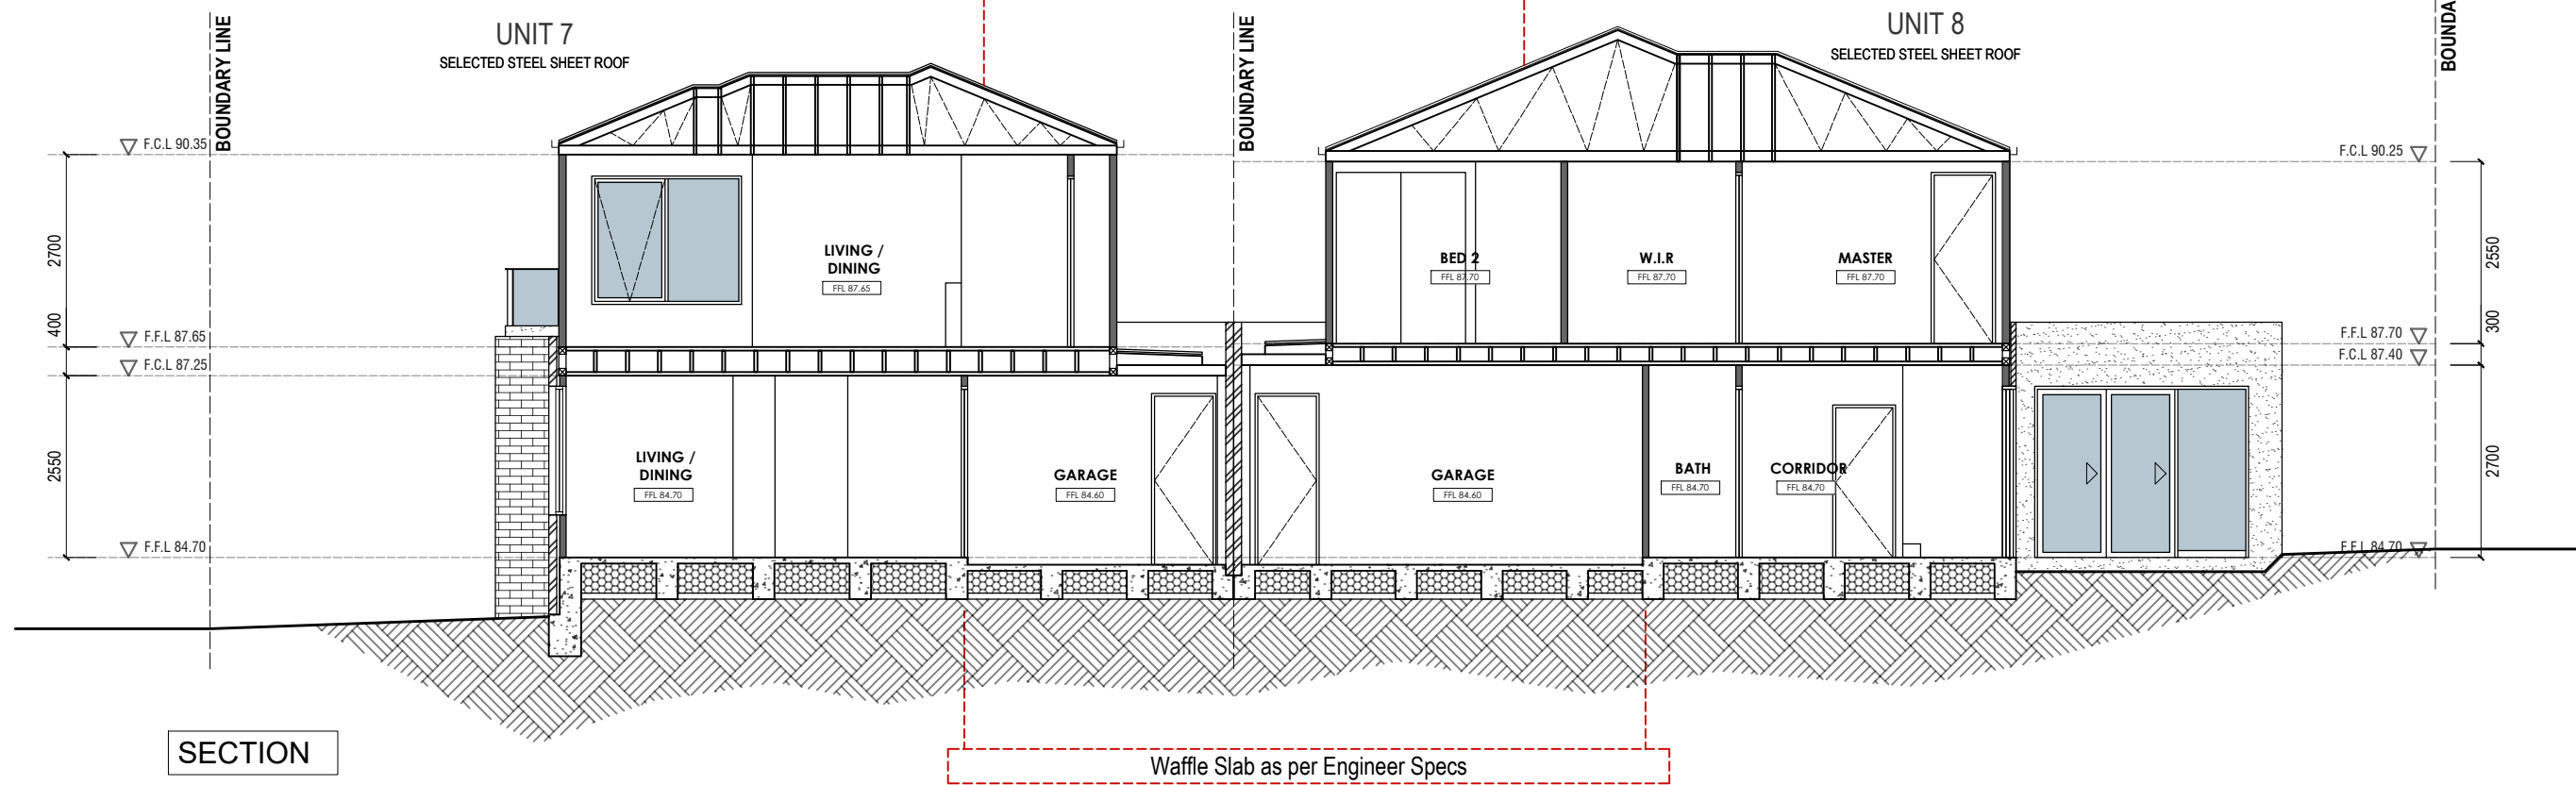 UNIT 7
SELECTED STEEL SHEET ROOF
UNIT 8
SELECTED STEEL SHEET ROOF
BOUNDARY LINE
BOUNDARY LINE
BOUNDA
F.C.L 90.35
F.F.L 87.65
F.C.L 87.25
F.F.L 84.70
2700
400
2550
LIVING /
DINING
FFL 87.65
LIVING /
DINING
FFL 84.70
GARAGE
FFL 84.60
BED 2
FFL 87.70
W.I.R
FFL 87.70
MASTER
FFL 87.70
GARAGE
FFL 84.60
BATH
FFL 84.70
CORRIDOR
FFL 84.70
F.C.L 90.25
F.F.L 87.70
F.C.L 87.40
F.F.L 84.70
2550
300
2700
SECTION
Waffle Slab as per Engineer Specs